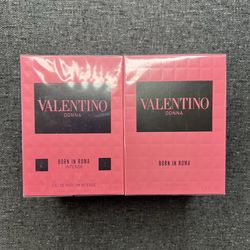 VALENTINO
DONNA
BORN IN ROMA
INTENSE
EAU DE PARFUM INTENSE
VALENTINO
DONNA
BORN IN ROMA